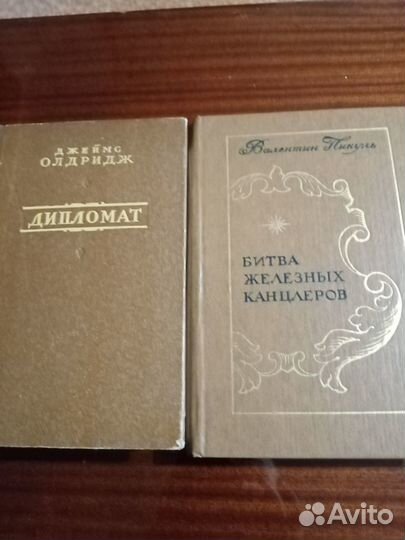 ДЖЕЙМС
ОЛДРИДЖ
ДИПЛОМАТ
Валентин Пикуль
БИТВА
ЖЕЛЕЗНЫХ
КАНЦЛЕРОВ
Avito